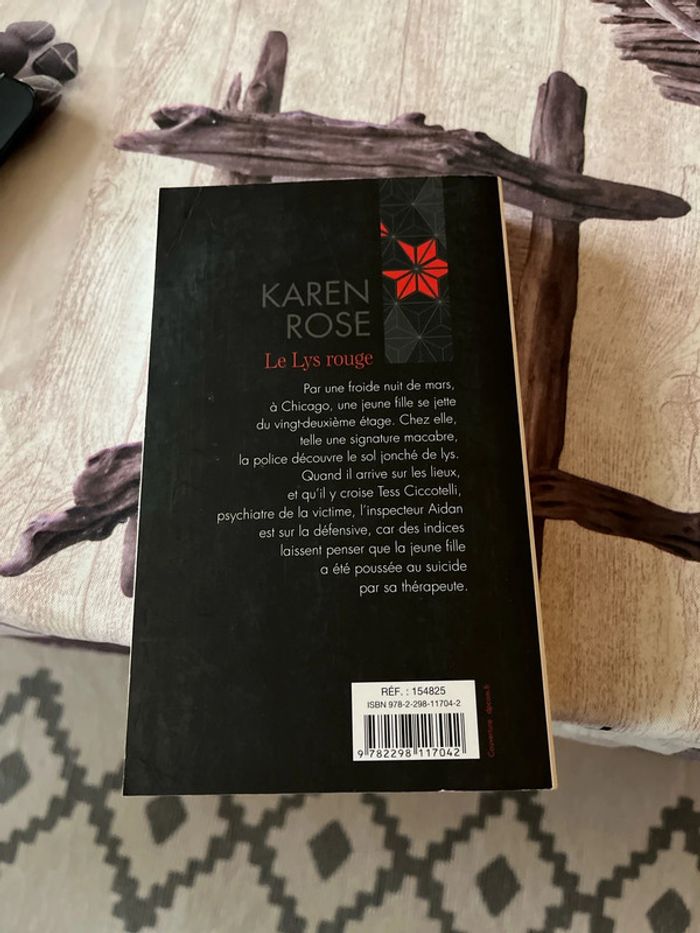 KAREN
ROSE
Le Lys rouge
Par une froide nuit de mars,
à Chicago, une jeune fille se jette
du vingt-deuxième étage. Chez elle,
telle une signature macabre,
la police découvre le sol jonché de lys.
Quand il arrive sur les lieux,
et qu'il y croise Tess Ciccotelli,
psychiatre de la victime, l'inspecteur Aidan
est sur la défensive, car des indices
laissent penser que la jeune fille
a été poussée au suicide
par sa thérapeute.
RÉF. : 154825
ISBN 978-2-298-11704-2
9 782298 117042
Couverture : dpcom.fr